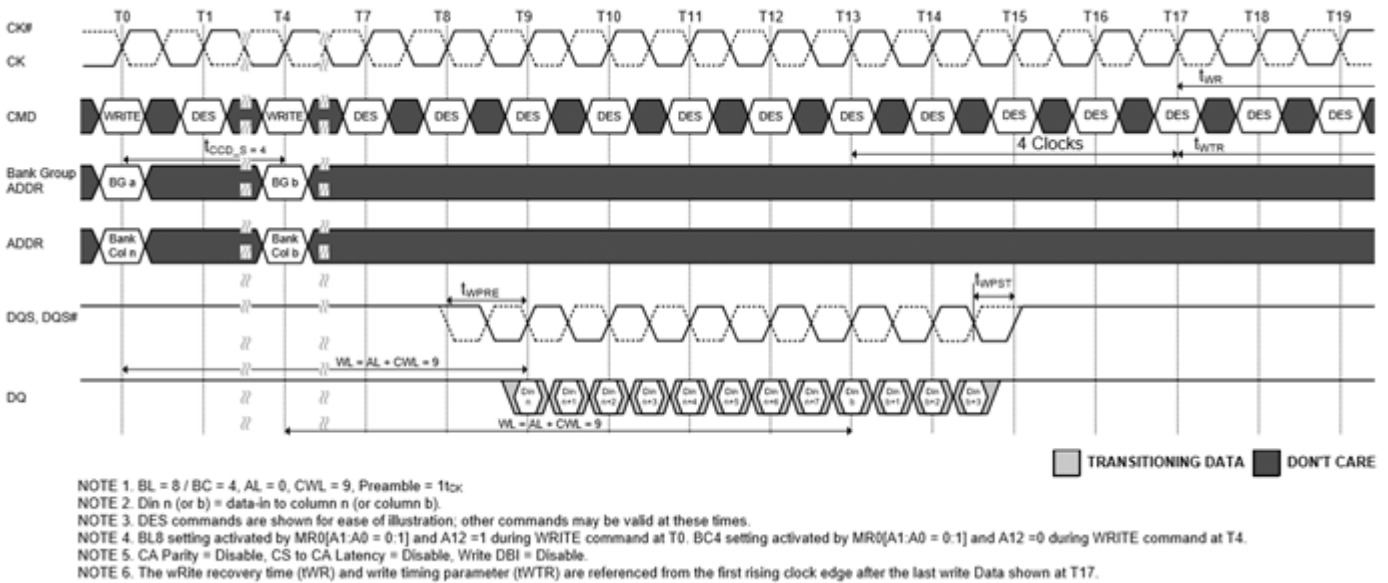 T0 T1 T4 T7 T8 T9 T10 T11 T12 T13 T14 T15 T16 T17 T18 T19
CK#
CK
tWR
CMD
WRITE DES WRITE DES DES DES DES DES DES DES DES DES DES DES DES DES
tCCD_S = 4
4 Clocks
tWTR
Bank Group
ADDR
BG a
BG b
ADDR
Bank
Col n
Bank
Col b
tWPRE
tWPST
DQS, DQS#
WL = AL + CWL = 9
DQ
Din
n
Din
n+1
Din
n+2
Din
n+3
Din
n+4
Din
n+5
Din
n+6
Din
n+7
Din
b
Din
b+1
Din
b+2
Din
b+3
WL = AL + CWL = 9
TRANSITIONING DATA
DON'T CARE
NOTE 1. BL = 8 / BC = 4, AL = 0, CWL = 9, Preamble = 1tCK
NOTE 2. Din n (or b) = data-in to column n (or column b).
NOTE 3. DES commands are shown for ease of illustration; other commands may be valid at these times.
NOTE 4. BL8 setting activated by MR0[A1:A0 = 0:1] and A12 =1 during WRITE command at T0. BC4 setting activated by MR0[A1:A0 = 0:1] and A12 =0 during WRITE command at T4.
NOTE 5. CA Parity = Disable, CS to CA Latency = Disable, Write DBI = Disable.
NOTE 6. The wRite recovery time (tWR) and write timing parameter (tWTR) are referenced from the first rising clock edge after the last write Data shown at T17.